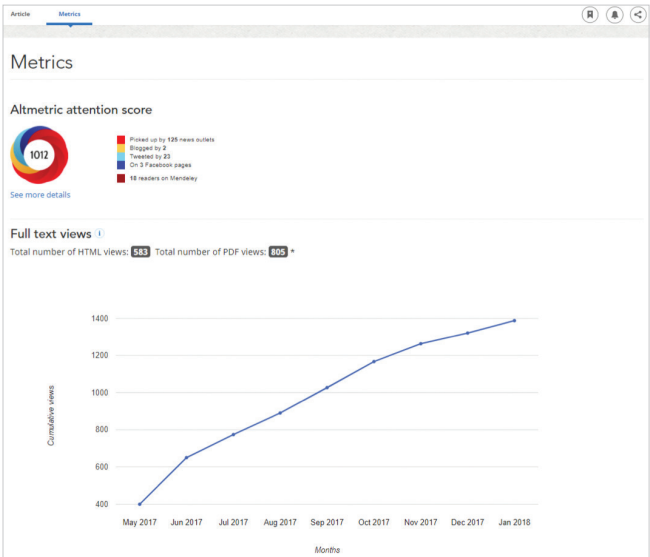 Article Metrics
Metrics
Altmetric attention score
1012
Picked up by 125 news outlets
Blogged by 2
Tweeted by 23
On 3 Facebook pages
18 readers on Mendeley
See more details
Full text views i
Total number of HTML views: 583 Total number of PDF views: 805 *
1400
1200
1000
800
600
400
Cumulative views
May 2017 Jun 2017 Jul 2017 Aug 2017 Sep 2017 Oct 2017 Nov 2017 Dec 2017 Jan 2018
Months